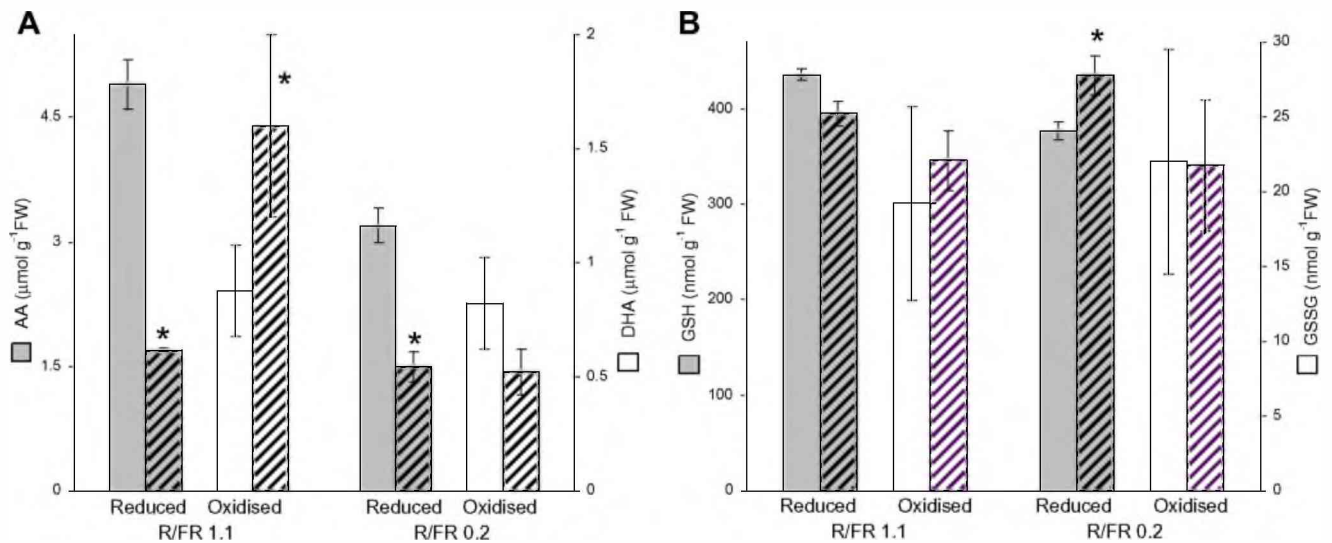 A
AA (μmol g⁻¹FW)
4.5
3
1.5
0
*
*
*
2
1.5
1
0.5
0
DHA (μmol g⁻¹ FW)
Reduced Oxidised Reduced Oxidised
R/FR 1.1 R/FR 0.2
B
GSH (nmol g⁻¹ FW)
400
300
200
100
0
*
30
25
20
15
10
5
0
GSSG (nmol g⁻¹ FW)
Reduced Oxidised Reduced Oxidised
R/FR 1.1 R/FR 0.2